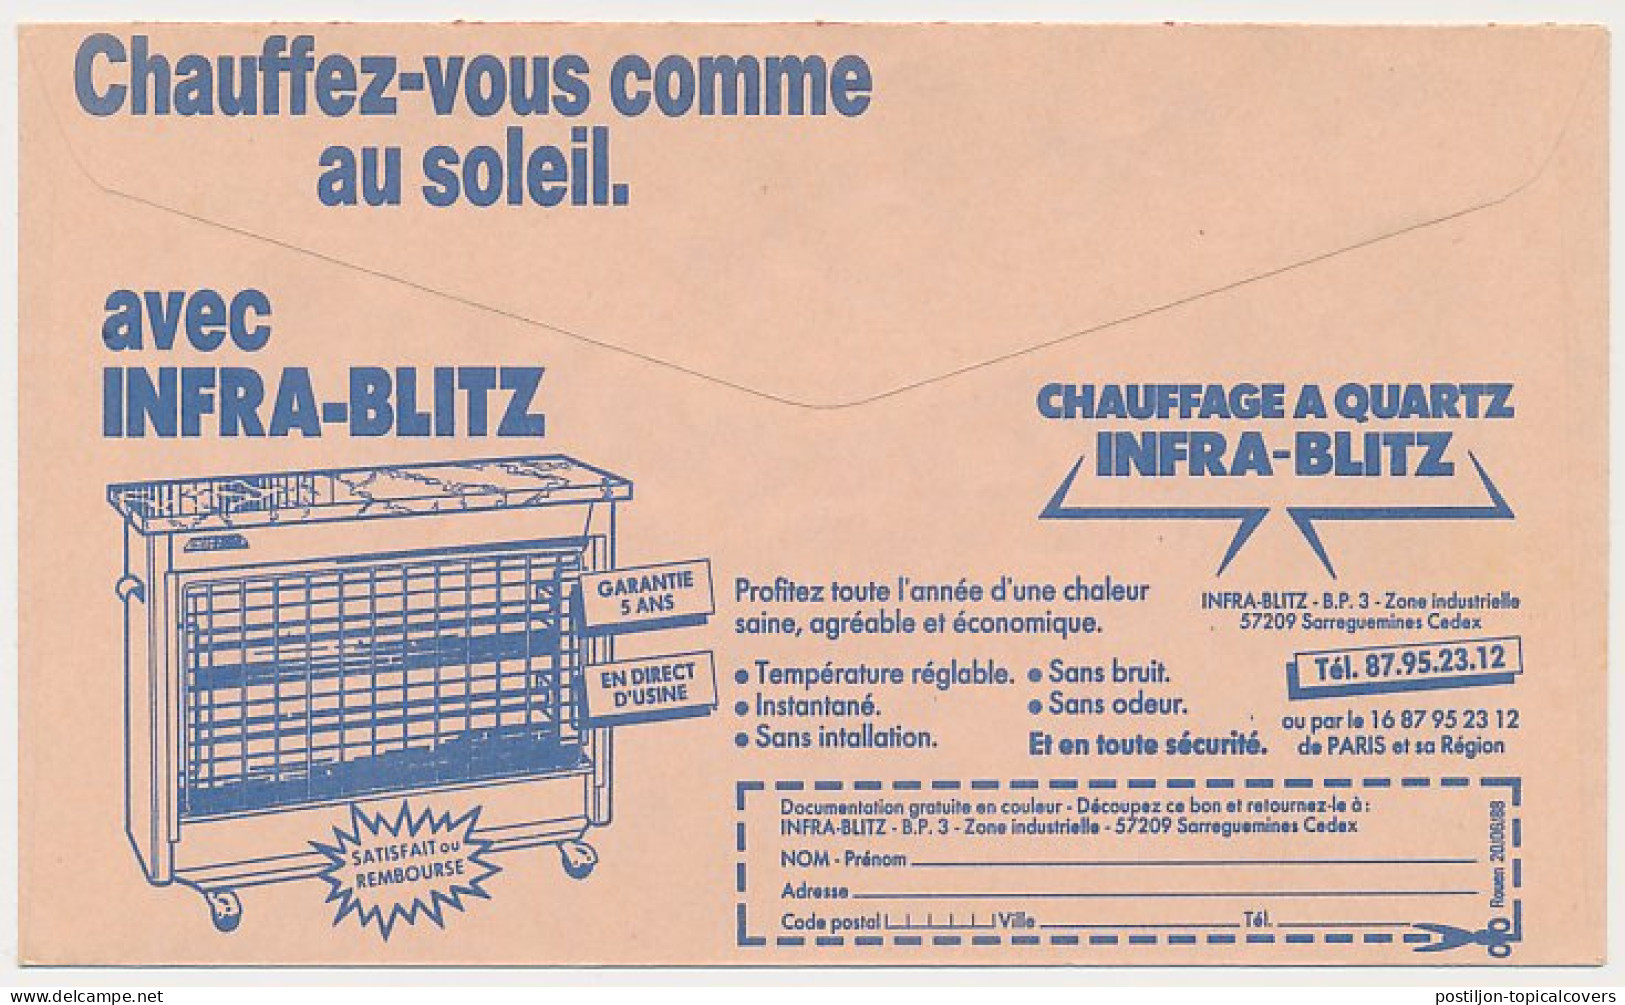 Chauffez-vous comme
au soleil.
avec
INFRA-BLITZ
GARANTIE
5 ANS
EN DIRECT
D'USINE
SATISFAIT ou
REMBOURSE
CHAUFFAGE A QUARTZ
INFRA-BLITZ
INFRA-BLITZ - B.P. 3 - Zone industrielle
57209 Sarreguemines Cedex
Tél. 87.95.23.12
ou par le 16 87 95 23 12
de PARIS et sa Région
Profitez toute l'année d'une chaleur
saine, agréable et économique.
• Température réglable.
• Instantané.
• Sans intallation.
• Sans bruit.
• Sans odeur.
Et en toute sécurité.
Documentation gratuite en couleur - Découpez ce bon et retournez-le à :
INFRA-BLITZ - B.P. 3 - Zone industrielle - 57209 Sarreguemines Cedex
NOM - Prénom
Adresse
Code postal Ville Tél.
Rouen 20/06/88
delcampe.net
postiljon-topicalcovers